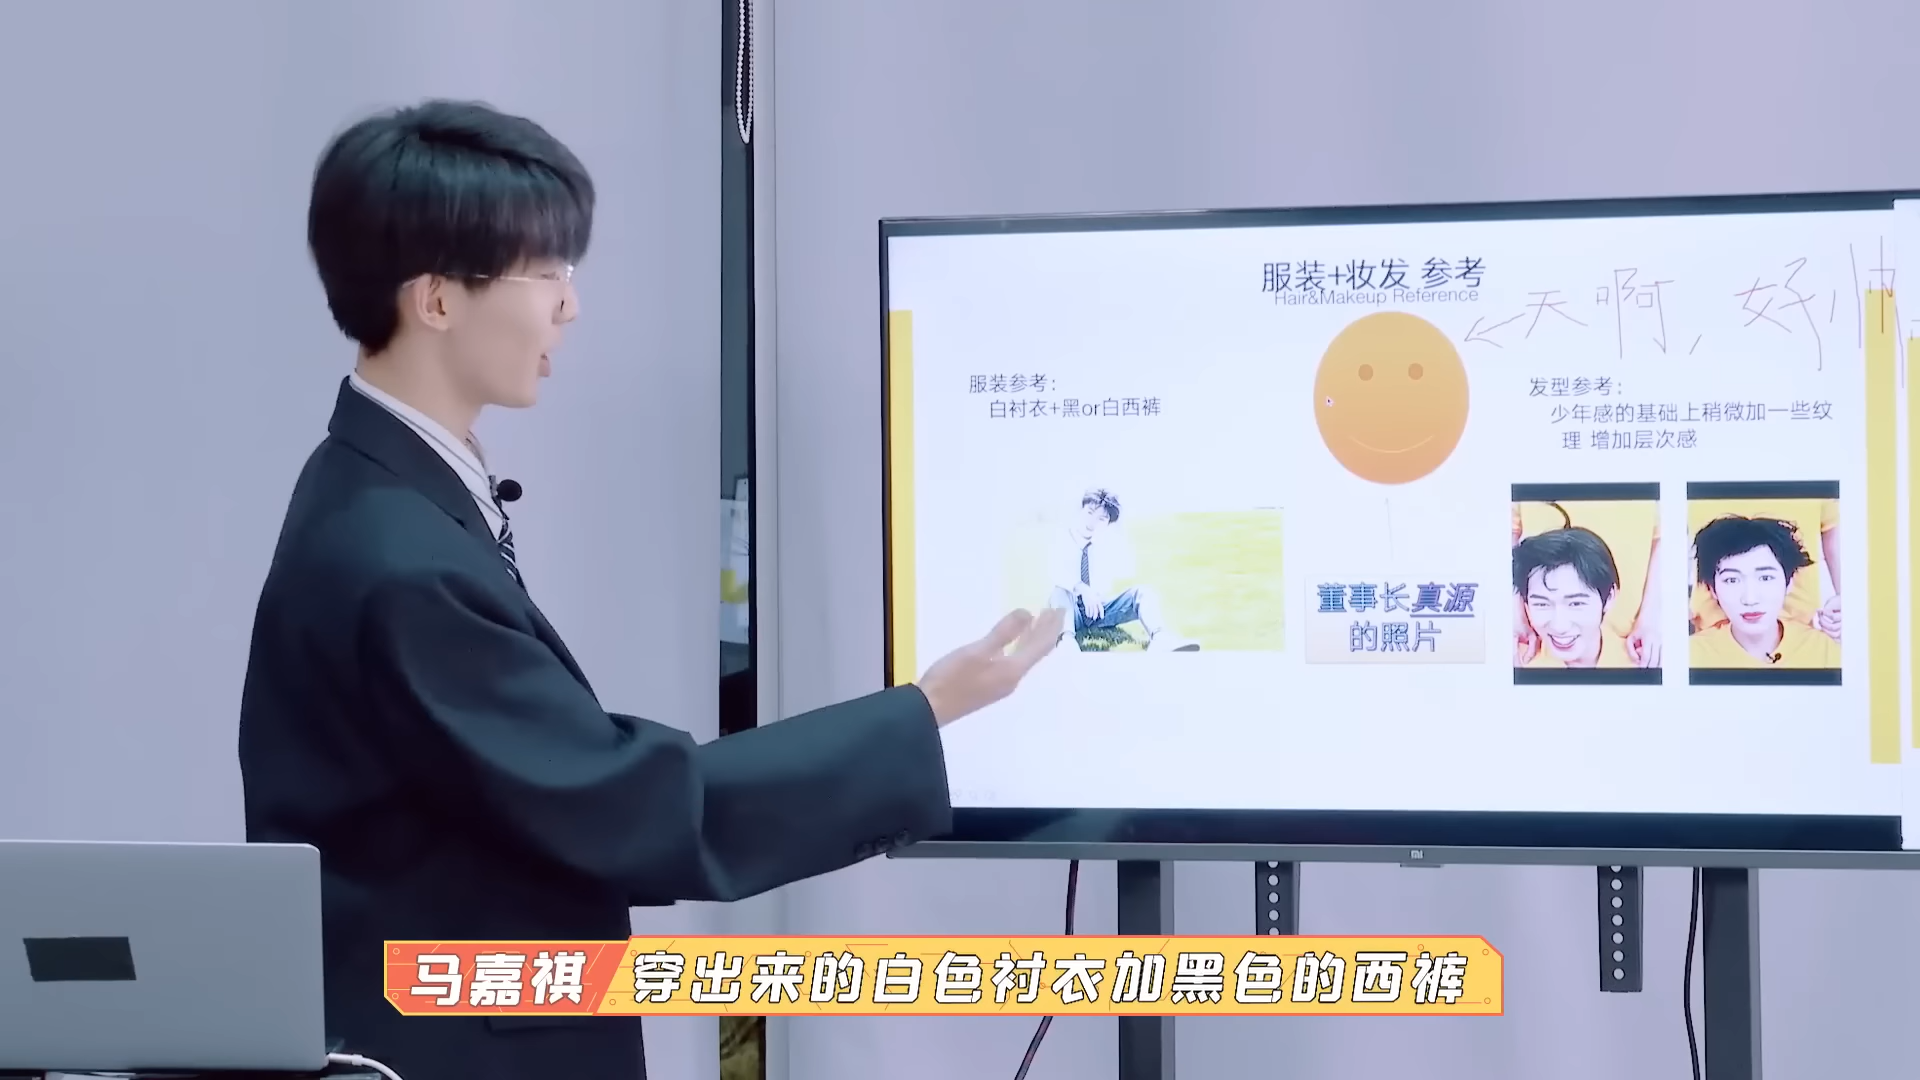 服装+妆发 参考
Hair&Makeup Reference
天啊，好帅
服装参考：
白衬衣+黑or白西裤
发型参考：
少年感的基础上稍微加一些纹
理 增加层次感
董事长真源
的照片
mi
马嘉祺 穿出来的白色衬衣加黑色的西裤